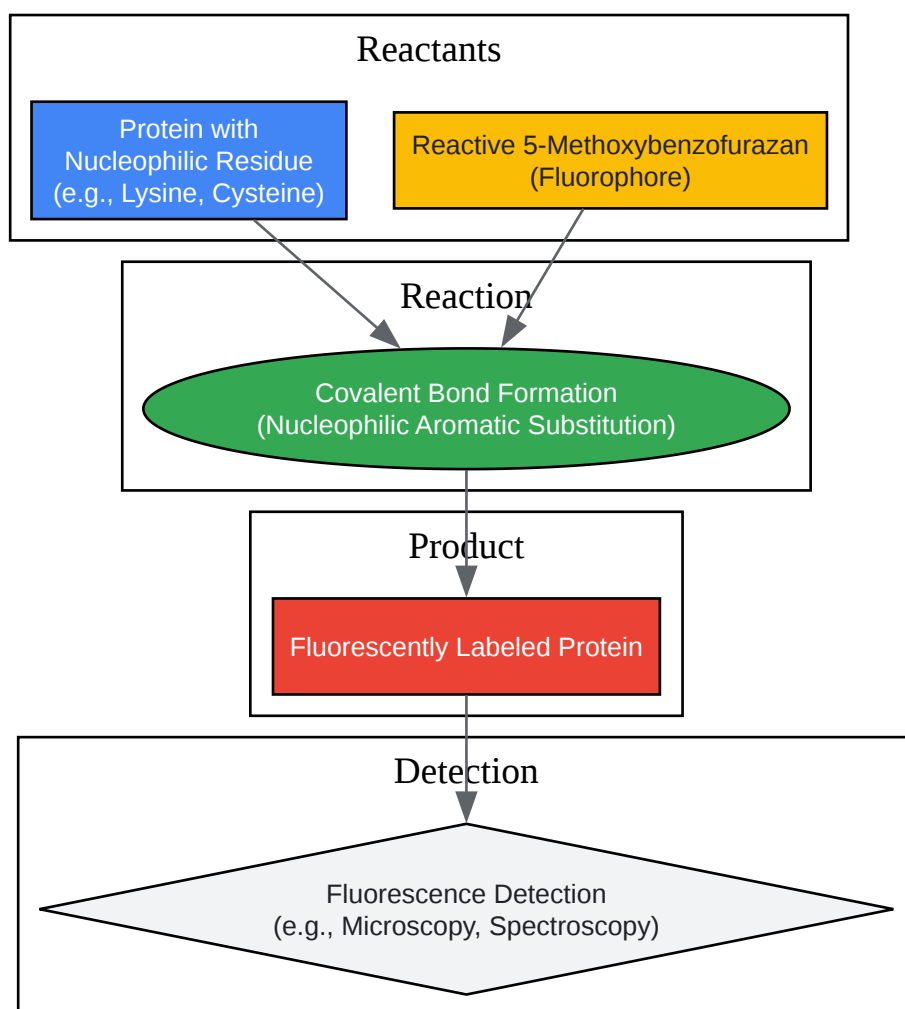 Reactants
Protein with
Nucleophilic Residue
(e.g., Lysine, Cysteine)
Reactive 5-Methoxybenzofurazan
(Fluorophore)
Reaction
Covalent Bond Formation
(Nucleophilic Aromatic Substitution)
Product
Fluorescently Labeled Protein
Detection
Fluorescence Detection
(e.g., Microscopy, Spectroscopy)